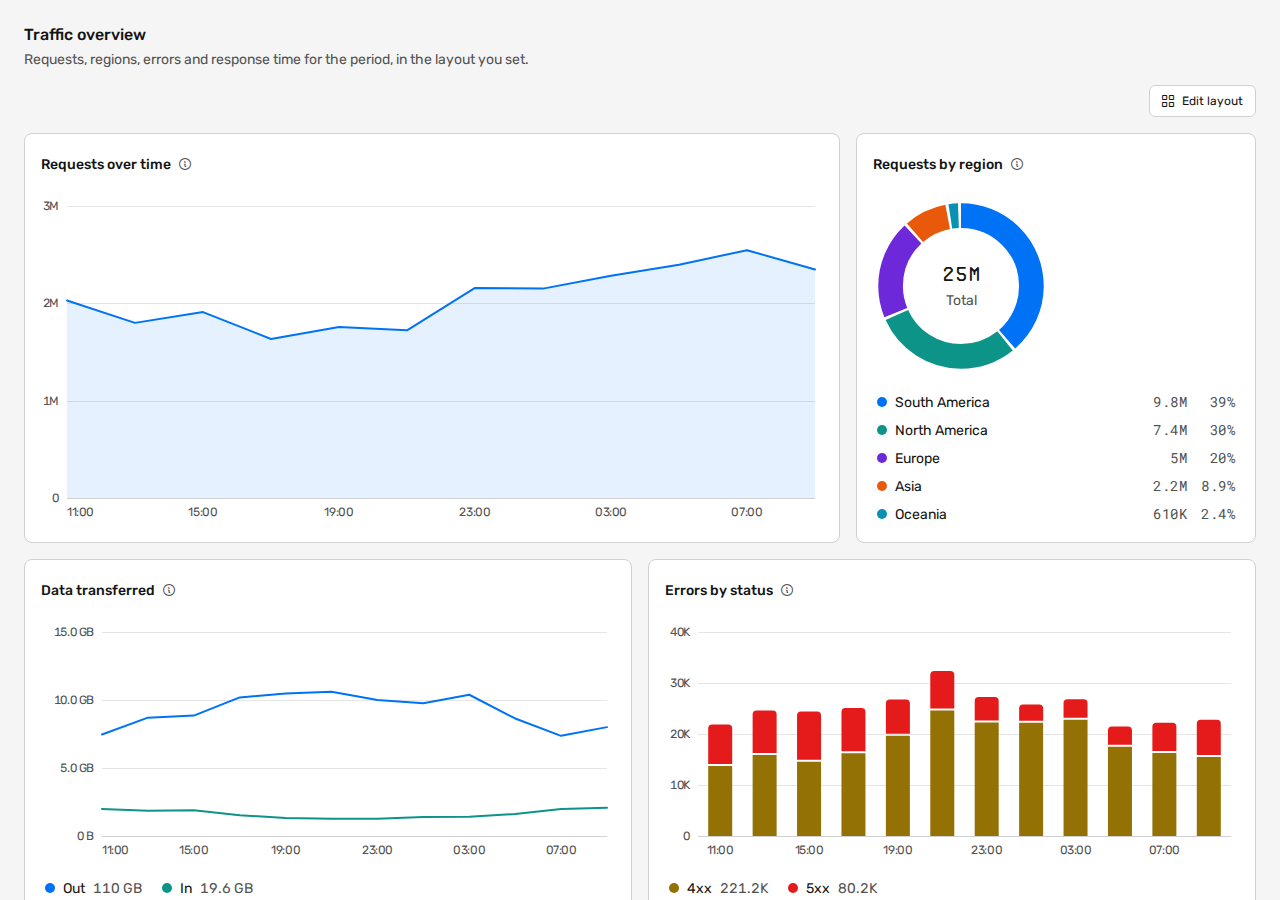 Traffic overview
Requests, regions, errors and response time for the period, in the layout you set.
Edit layout
Requests over time
3M
2M
1M
0
11:00 15:00 19:00 23:00 03:00 07:00
Requests by region
25M
Total
South America 9.8M 39%
North America 7.4M 30%
Europe 5M 20%
Asia 2.2M 8.9%
Oceania 610K 2.4%
Data transferred
15.0 GB
10.0 GB
5.0 GB
0 B
11:00 15:00 19:00 23:00 03:00 07:00
Out 110 GB In 19.6 GB
Errors by status
40K
30K
20K
10K
0
11:00 15:00 19:00 23:00 03:00 07:00
4xx 221.2K 5xx 80.2K